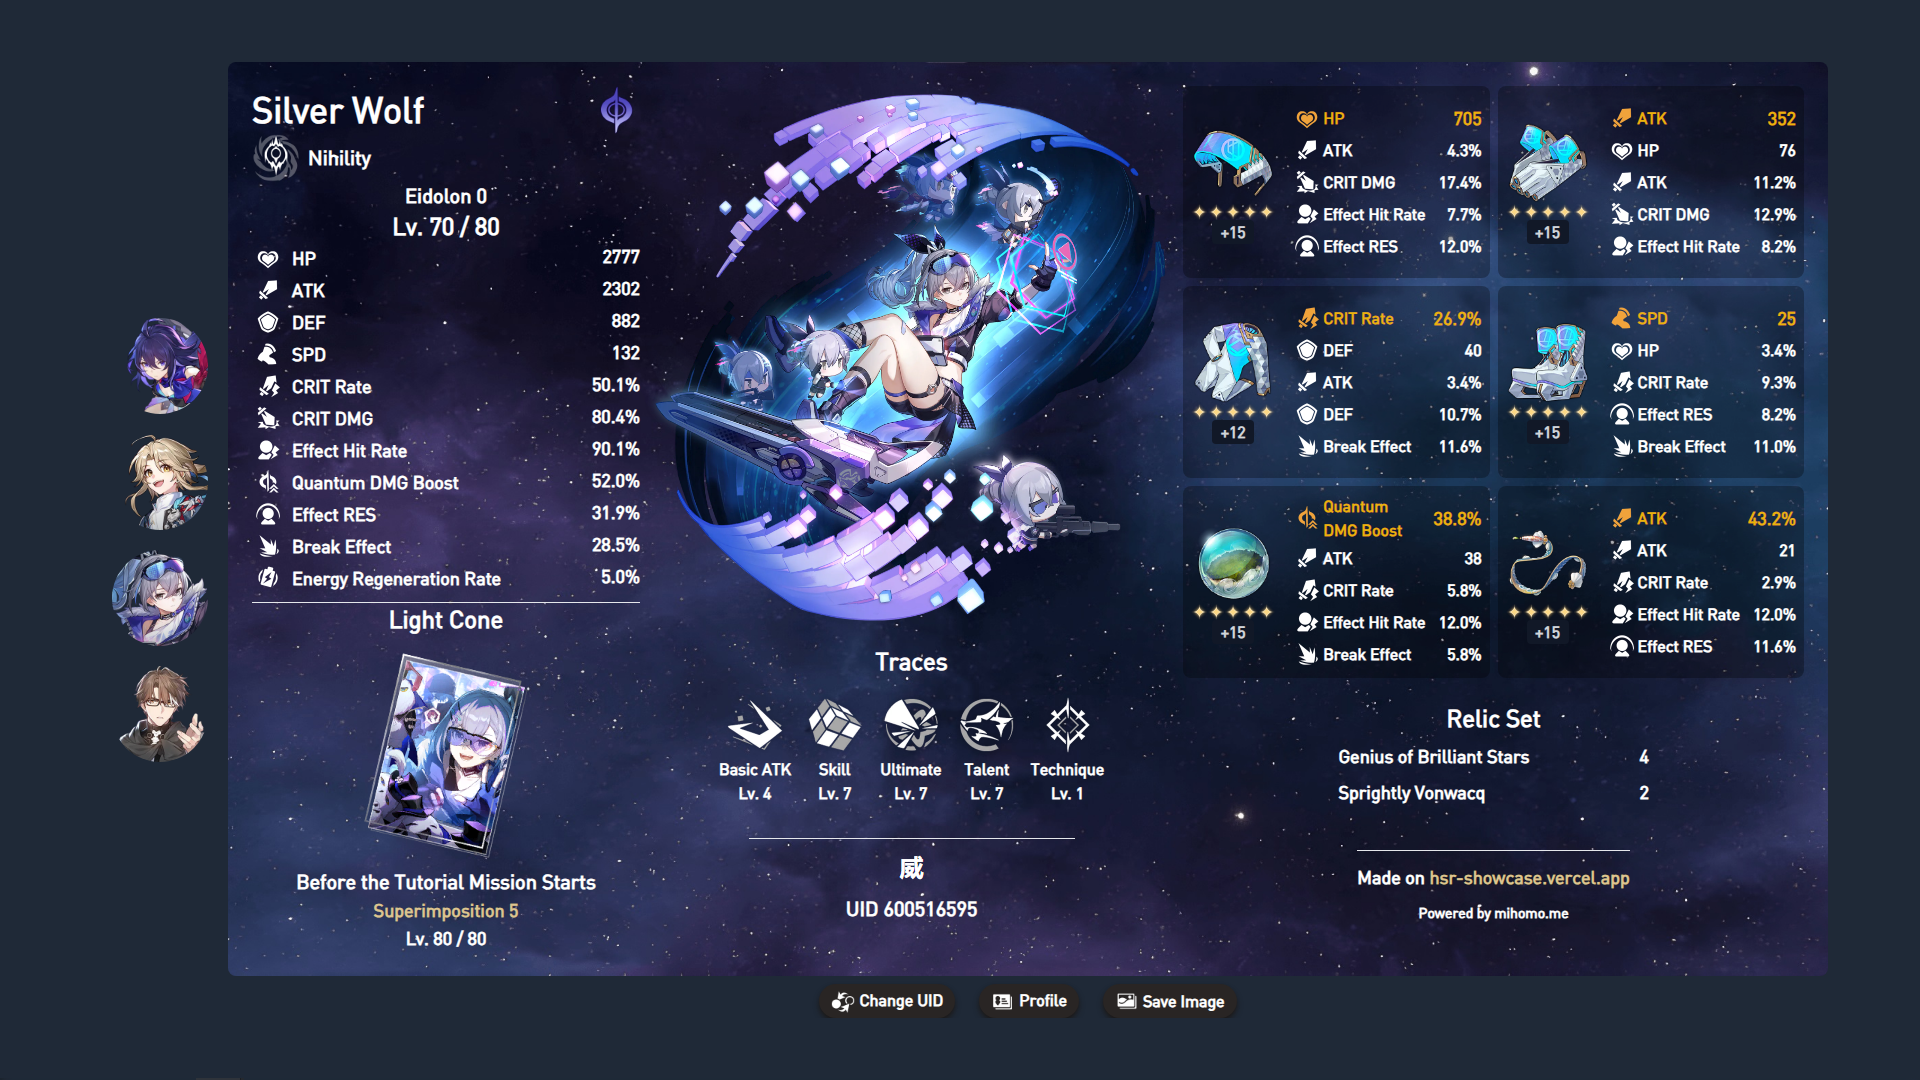 Silver Wolf
Nihility
Eidolon 0
Lv. 70 / 80
HP 2777
ATK 2302
DEF 882
SPD 132
CRIT Rate 50.1%
CRIT DMG 80.4%
Effect Hit Rate 90.1%
Quantum DMG Boost 52.0%
Effect RES 31.9%
Break Effect 28.5%
Energy Regeneration Rate 5.0%
Light Cone
Before the Tutorial Mission Starts
Superimposition 5
Lv. 80 / 80
Traces
Basic ATK Skill Ultimate Talent Technique
Lv. 4 Lv. 7 Lv. 7 Lv. 7 Lv. 1
威
UID 600516595
+15
HP 705
ATK 4.3%
CRIT DMG 17.4%
Effect Hit Rate 7.7%
Effect RES 12.0%
+15
ATK 352
HP 76
ATK 11.2%
CRIT DMG 12.9%
Effect Hit Rate 8.2%
+12
CRIT Rate 26.9%
DEF 40
ATK 3.4%
DEF 10.7%
Break Effect 11.6%
+15
SPD 25
HP 3.4%
CRIT Rate 9.3%
Effect RES 8.2%
Break Effect 11.0%
+15
Quantum
DMG Boost 38.8%
ATK 38
CRIT Rate 5.8%
Effect Hit Rate 12.0%
Break Effect 5.8%
+15
ATK 43.2%
ATK 21
CRIT Rate 2.9%
Effect Hit Rate 12.0%
Effect RES 11.6%
Relic Set
Genius of Brilliant Stars 4
Sprightly Vonwacq 2
Made on hsr-showcase.vercel.app
Powered by mihomo.me
Change UID Profile Save Image